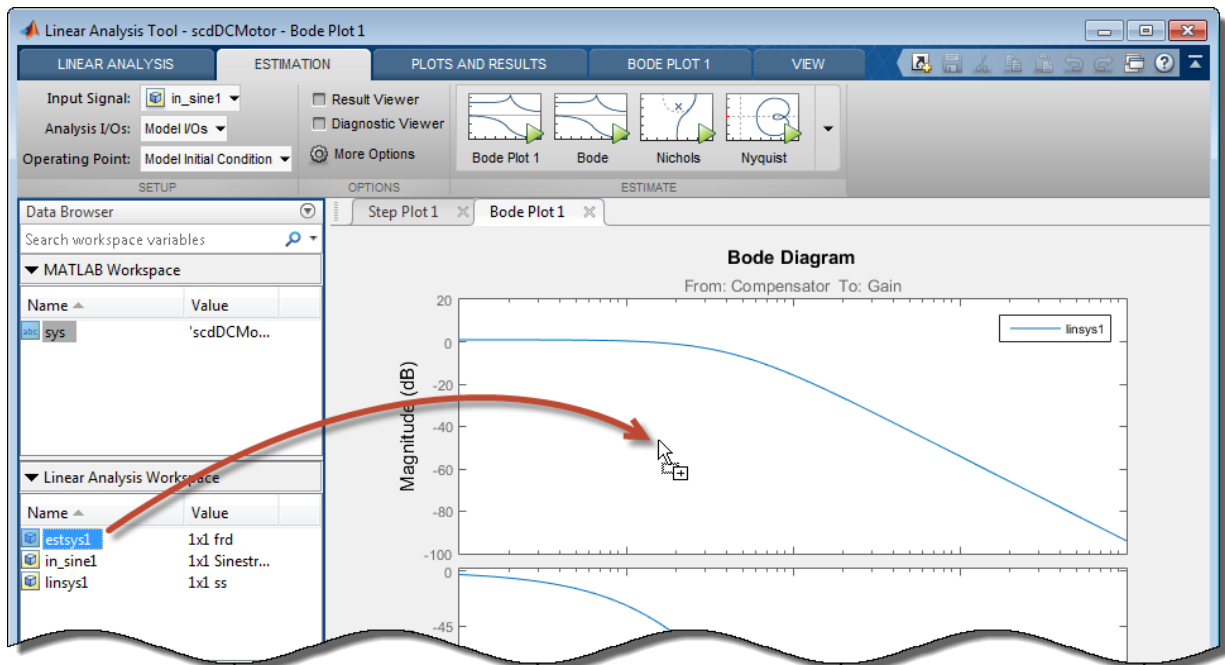 Linear Analysis Tool - scdDCMotor - Bode Plot 1
LINEAR ANALYSIS ESTIMATION PLOTS AND RESULTS BODE PLOT 1 VIEW
Input Signal: in_sine1
Analysis I/Os: Model I/Os
Operating Point: Model Initial Condition
SETUP
Result Viewer
Diagnostic Viewer
More Options
OPTIONS
Bode Plot 1 Bode Nichols Nyquist
ESTIMATE
Data Browser
Search workspace variables
MATLAB Workspace
Name Value
abc sys 'scdDCMo...
Linear Analysis Workspace
Name Value
estsys1 1x1 frd
in_sine1 1x1 Sinestr...
linsys1 1x1 ss
Step Plot 1 Bode Plot 1
Bode Diagram
From: Compensator To: Gain
linsys1
Magnitude (dB)
20
0
-20
-40
-60
-80
-100
0
-45